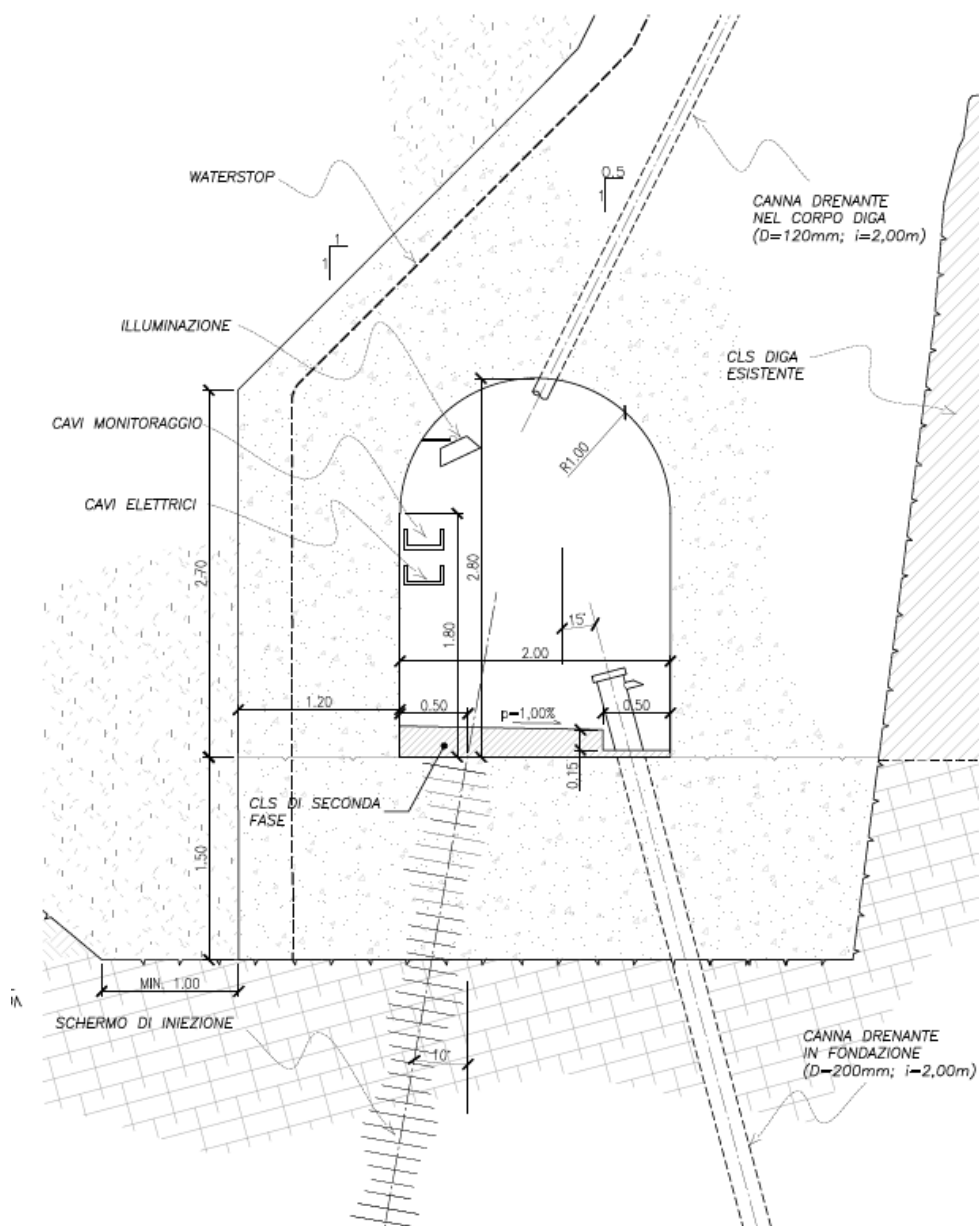 WATERSTOP
0.5
1
CANNA DRENANTE
NEL CORPO DIGA
(D=120mm; i=2,00m)
1
1
ILLUMINAZIONE
CLS DIGA
ESISTENTE
CAVI MONITORAGGIO
R1.00
CAVI ELETTRICI
2.70
2.80
1.80
15°
2.00
1.20
0.50
p=1,00%
0.50
0.15
CLS DI SECONDA
FASE
1.50
MIN. 1.00
SCHERMO DI INIEZIONE
10°
CANNA DRENANTE
IN FONDAZIONE
(D=200mm; i=2,00m)